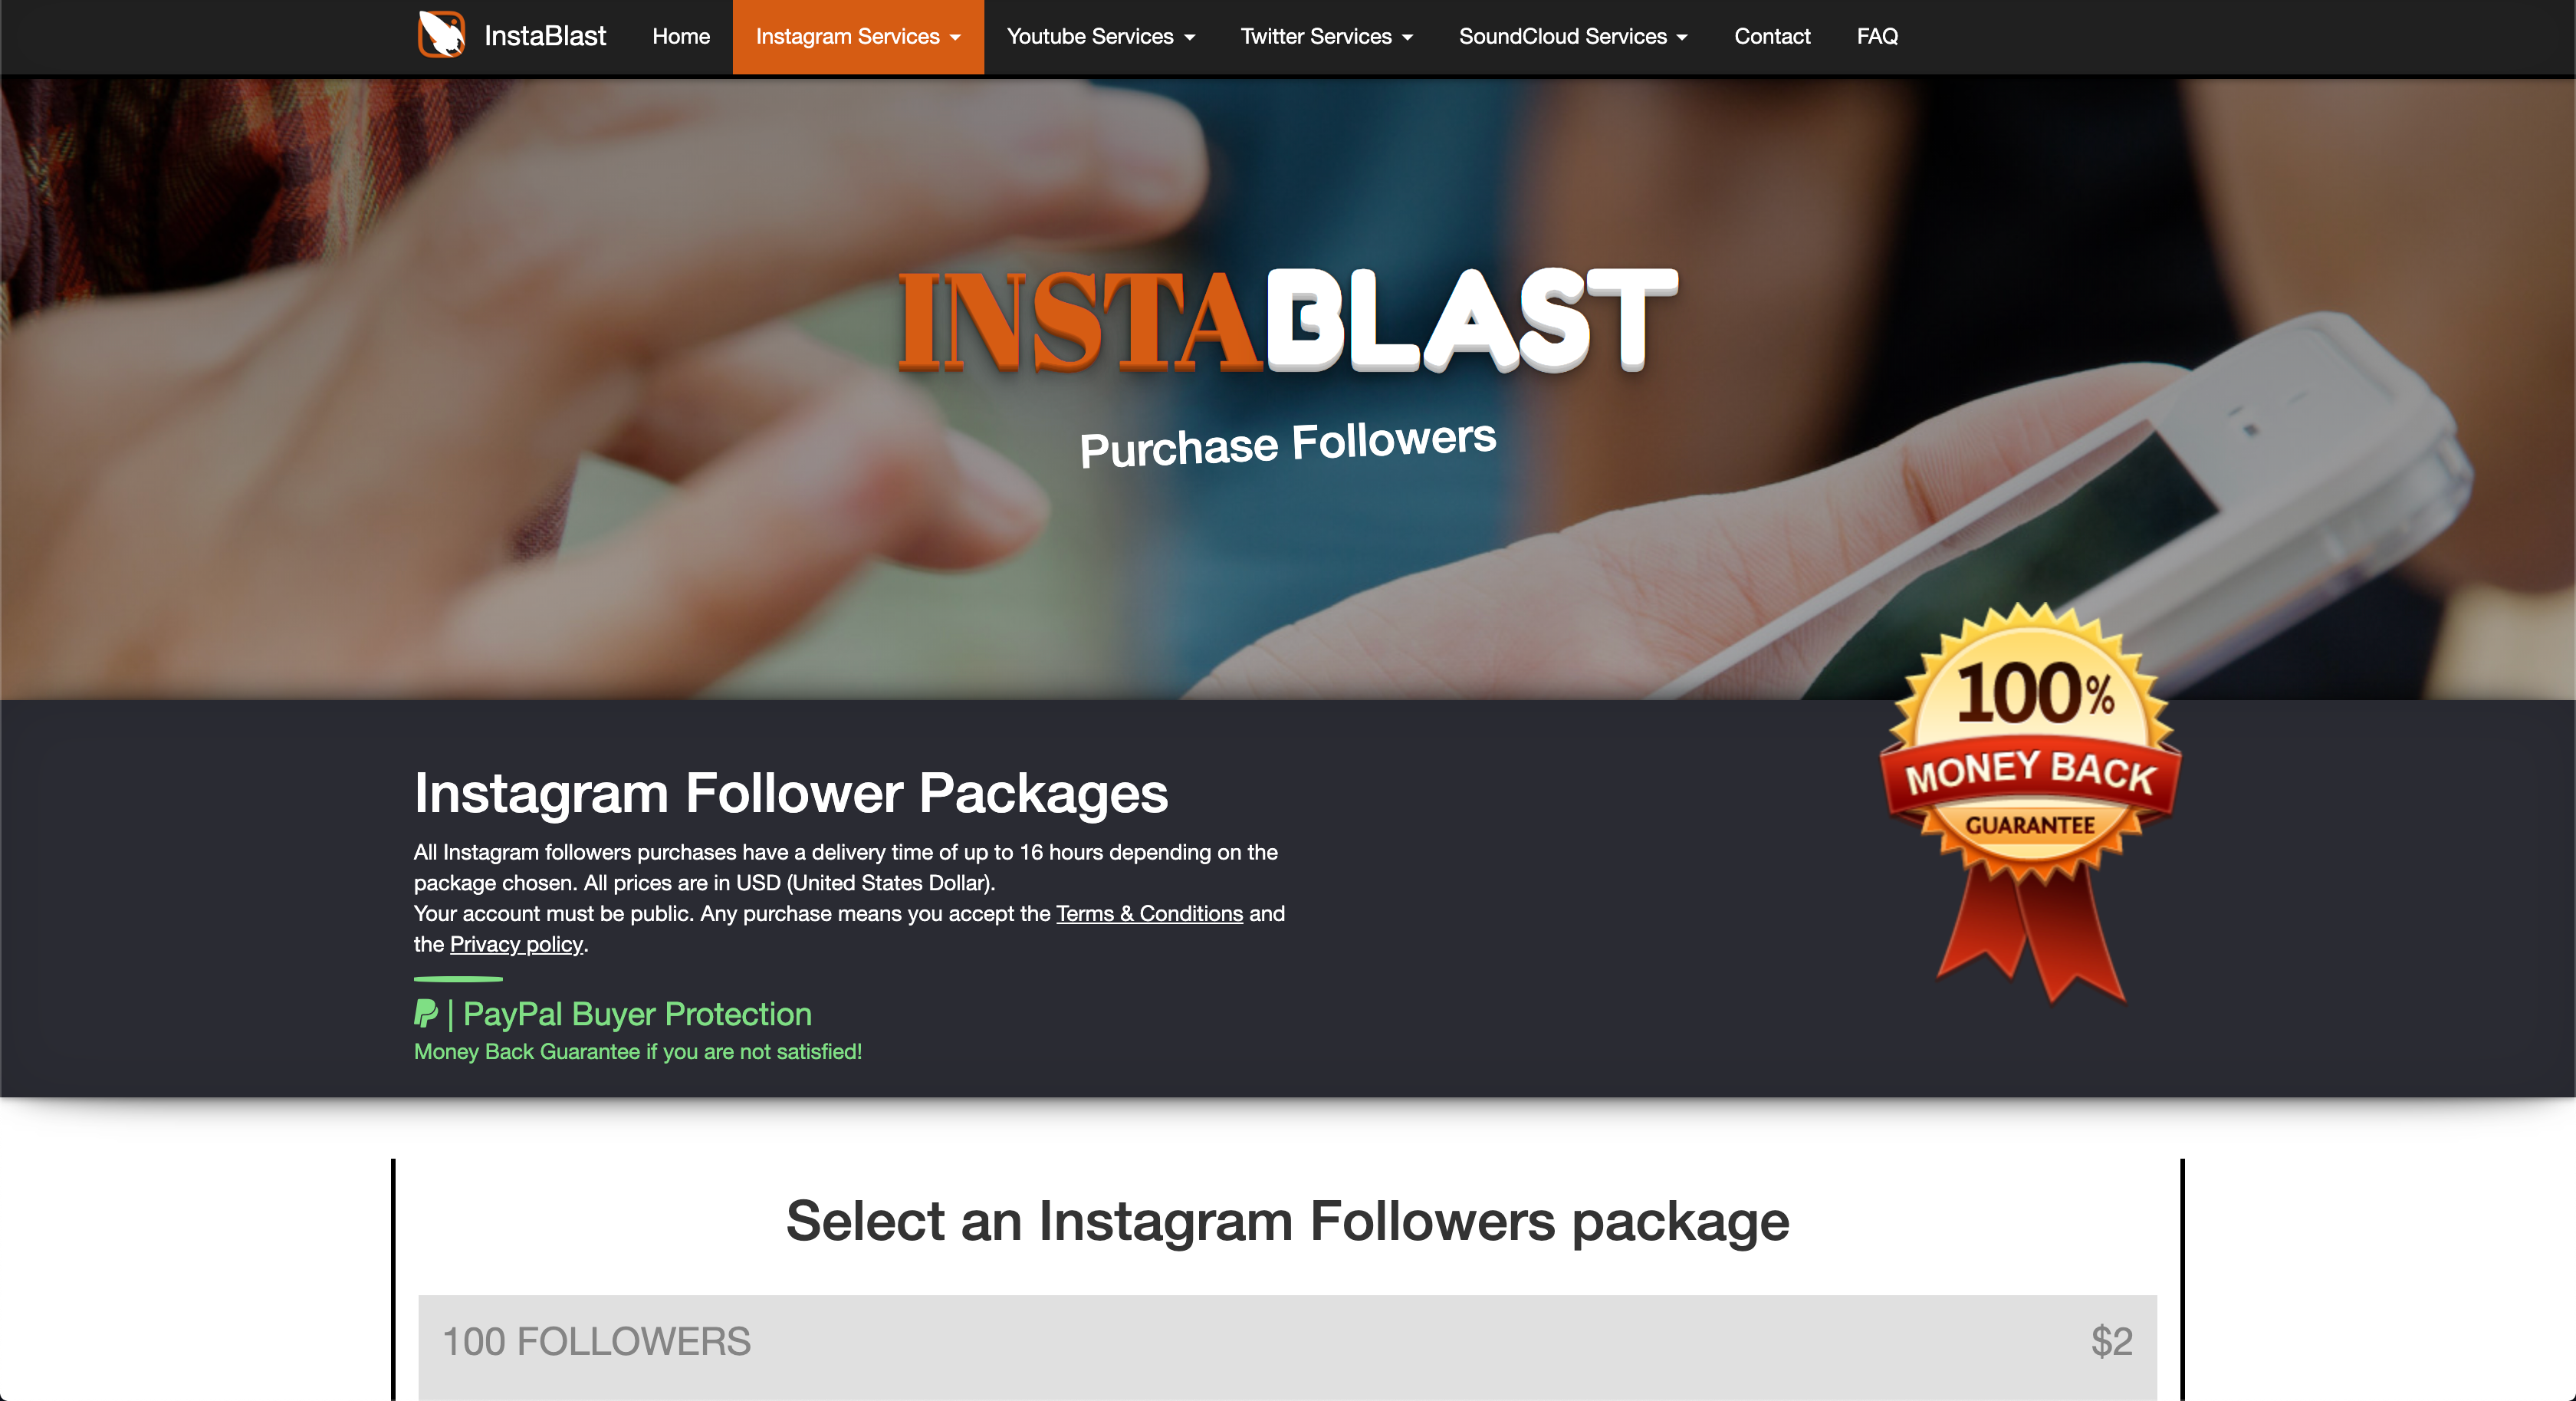 InstaBlast
Home
Instagram Services
Youtube Services
Twitter Services
SoundCloud Services
Contact
FAQ
INSTABLAST
Purchase Followers
100%
MONEY BACK
GUARANTEE
Instagram Follower Packages
All Instagram followers purchases have a delivery time of up to 16 hours depending on the
package chosen. All prices are in USD (United States Dollar).
Your account must be public. Any purchase means you accept the Terms & Conditions and
the Privacy policy.
| PayPal Buyer Protection
Money Back Guarantee if you are not satisfied!
Select an Instagram Followers package
100 FOLLOWERS $2